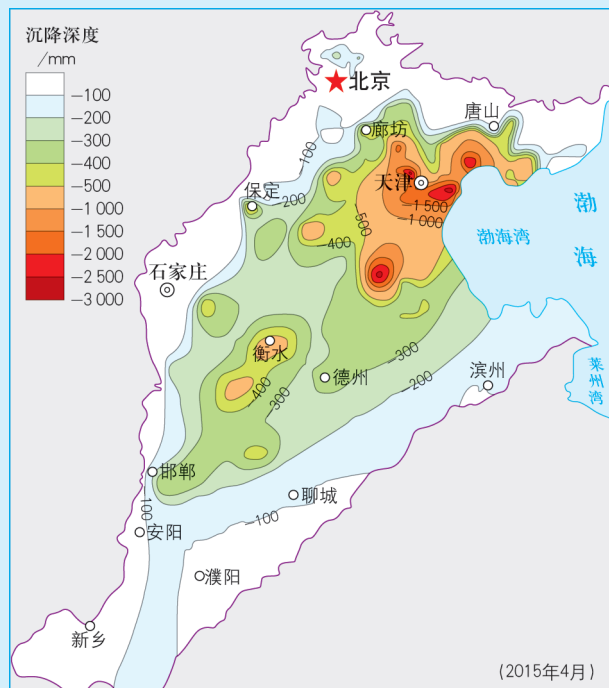 沉降深度
/mm
−100
−200
−300
−400
−500
−1 000
−1 500
−2 000
−2 500
−3 000
北京
唐山
廊坊
−100
天津
保定
−200
−1 500
−1 000
−500
渤海湾
渤
海
−400
石家庄
衡水
−300
莱
州
湾
德州
−200
滨州
−400
−300
邯郸
聊城
100
−100
安阳
濮阳
新乡
(2015年4月)